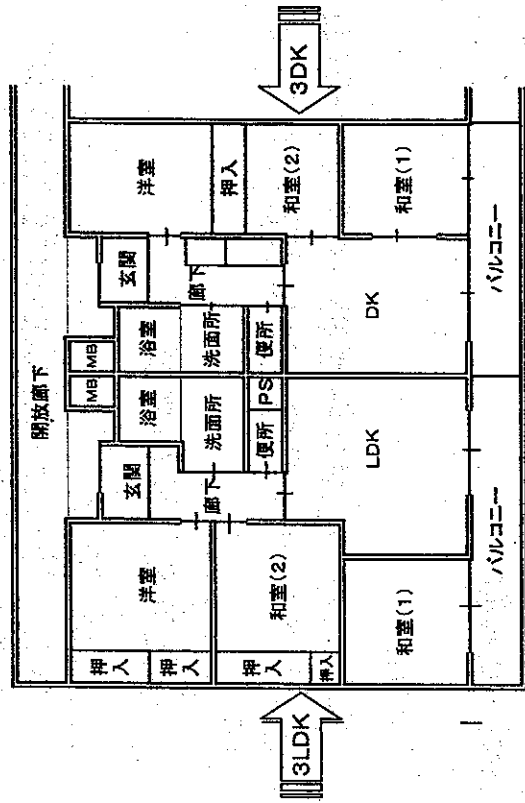 開放廊下
MB
MB
玄関
浴室
浴室
玄関
洋室
洋室
押入
押入
洗面所
洗面所
廊下
廊下
押入
押入
押入
和室(2)
便所
PS
便所
和室(2)
3LDK
3DK
和室(1)
LDK
DK
和室(1)
バルコニー
バルコニー